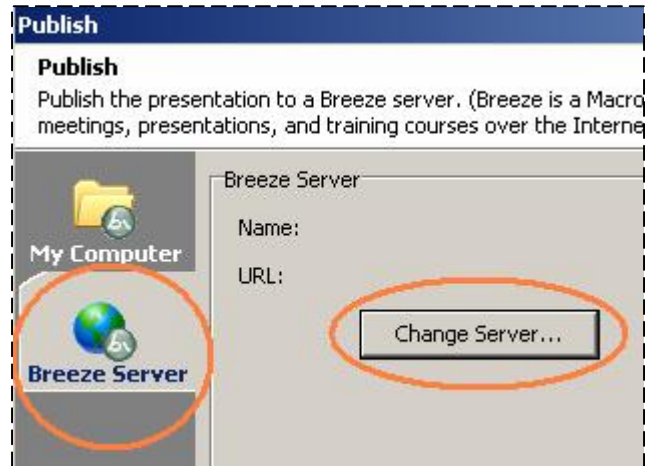 Publish
Publish
Publish the presentation to a Breeze server. (Breeze is a Macro
meetings, presentations, and training courses over the Interne
Breeze Server
My Computer
Name:
URL:
Change Server...
Breeze Server